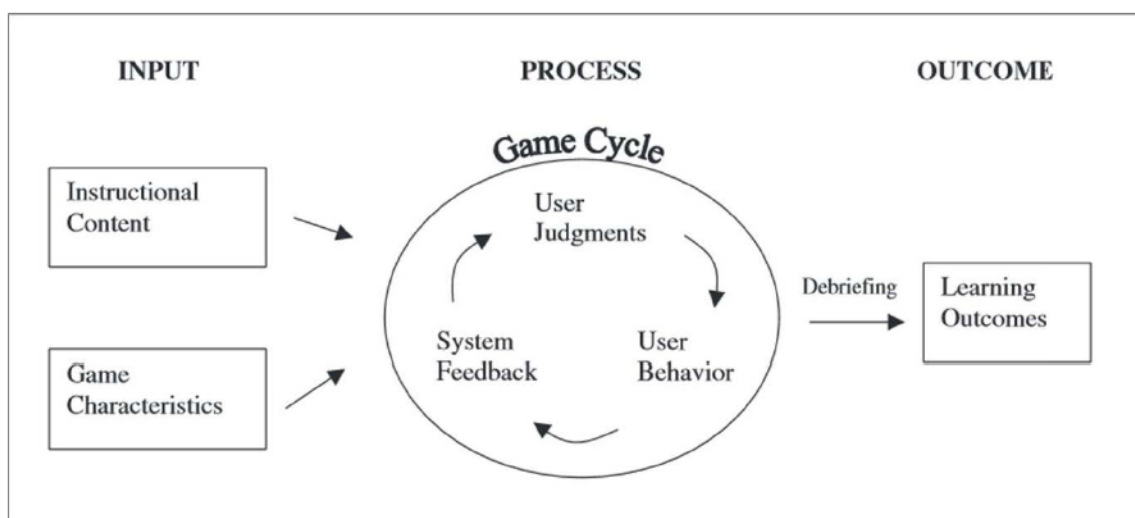 INPUT
PROCESS
OUTCOME
Game Cycle
Instructional
Content
User
Judgments
Debriefing
Learning
Outcomes
System
Feedback
User
Behavior
Game
Characteristics